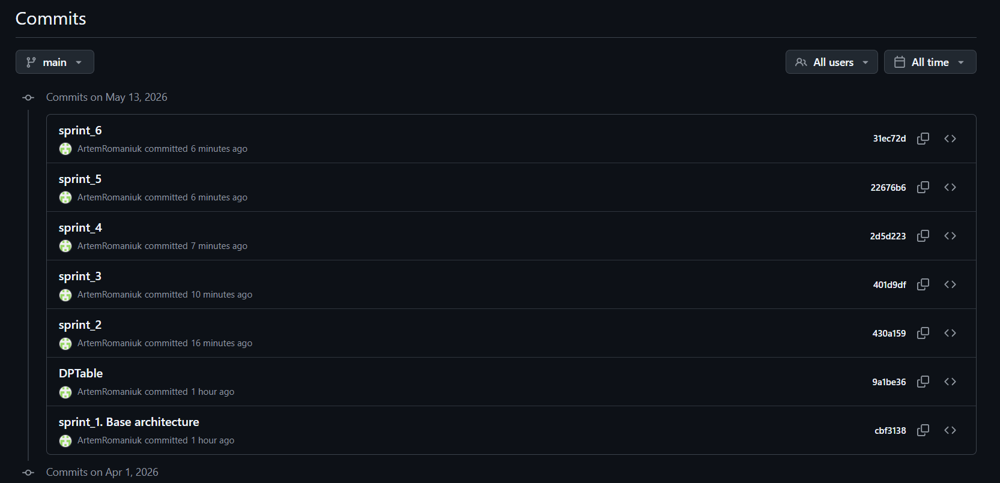 Commits
main
All users
All time
Commits on May 13, 2026
sprint_6
ArtemRomaniuk committed 6 minutes ago
31ec72d
sprint_5
ArtemRomaniuk committed 6 minutes ago
22676b6
sprint_4
ArtemRomaniuk committed 7 minutes ago
2d5d223
sprint_3
ArtemRomaniuk committed 10 minutes ago
401d9df
sprint_2
ArtemRomaniuk committed 16 minutes ago
430a159
DPTable
ArtemRomaniuk committed 1 hour ago
9a1be36
sprint_1. Base architecture
ArtemRomaniuk committed 1 hour ago
cbf3138
Commits on Apr 1, 2026